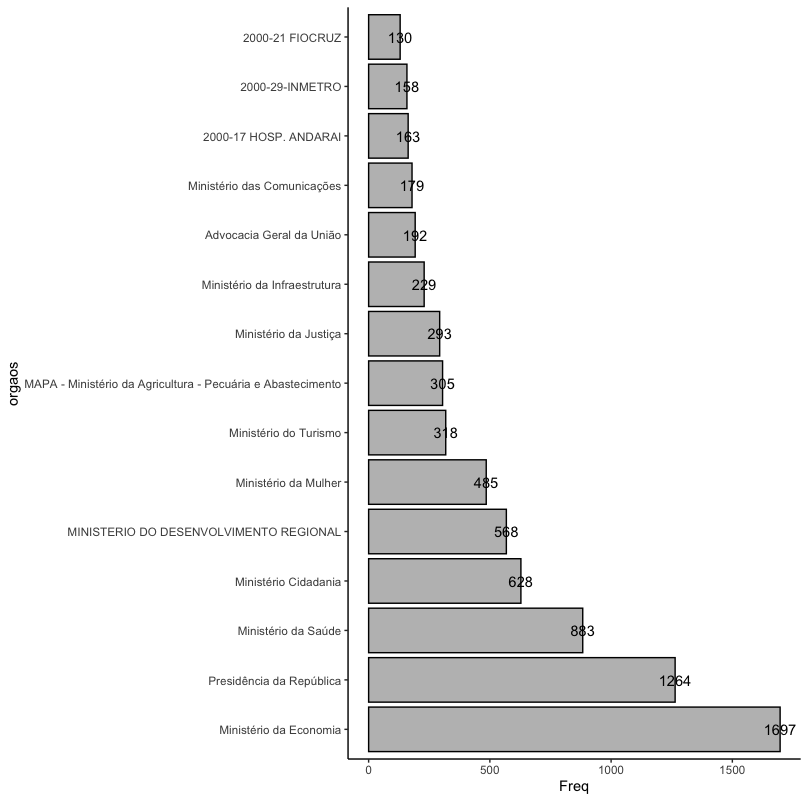 2000-21 FIOCRUZ 130
2000-29-INMETRO 158
2000-17 HOSP. ANDARAI 163
Ministério das Comunicações 179
Advocacia Geral da União 192
Ministério da Infraestrutura 229
Ministério da Justiça 293
MAPA - Ministério da Agricultura - Pecuária e Abastecimento 305
Ministério do Turismo 318
Ministério da Mulher 485
MINISTERIO DO DESENVOLVIMENTO REGIONAL 568
Ministério Cidadania 628
Ministério da Saúde 883
Presidência da República 1264
Ministério da Economia 1697
orgaos
0 500 1000 1500
Freq